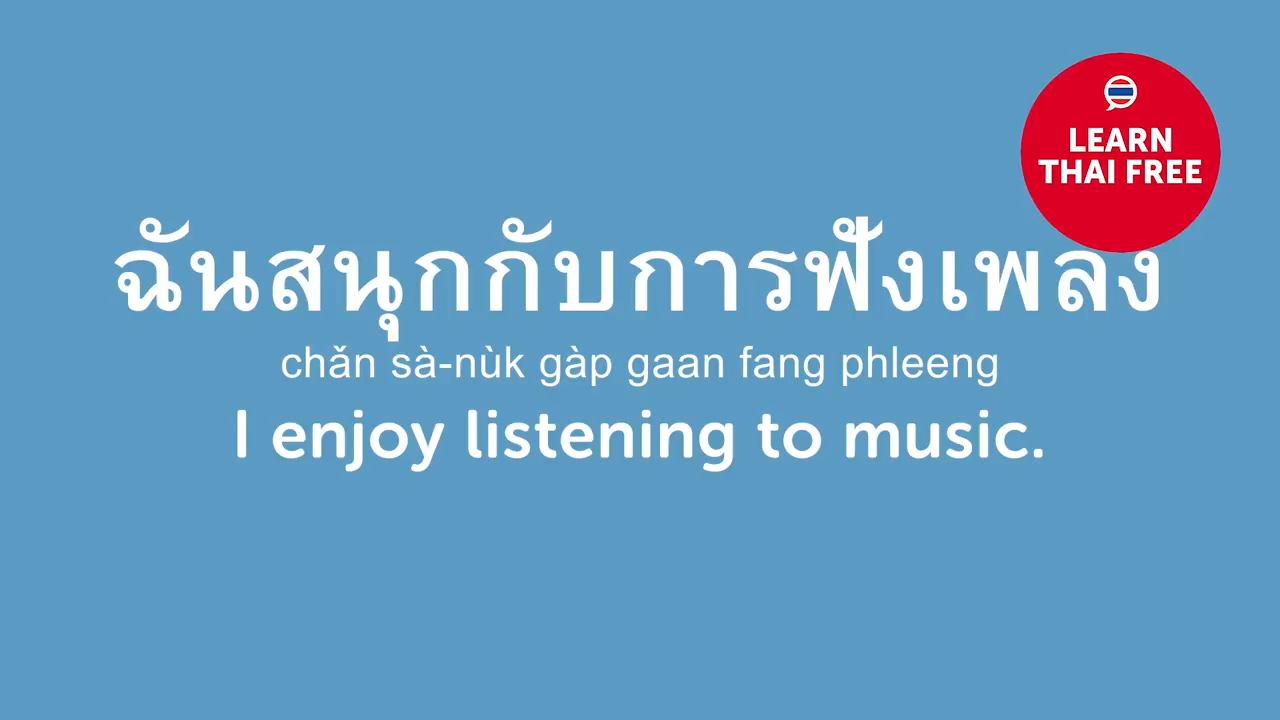 LEARN
THAI FREE
ฉันสนุกกับการฟังเพลง
chǎn sà-nùk gàp gaan fang phleeng
I enjoy listening to music.